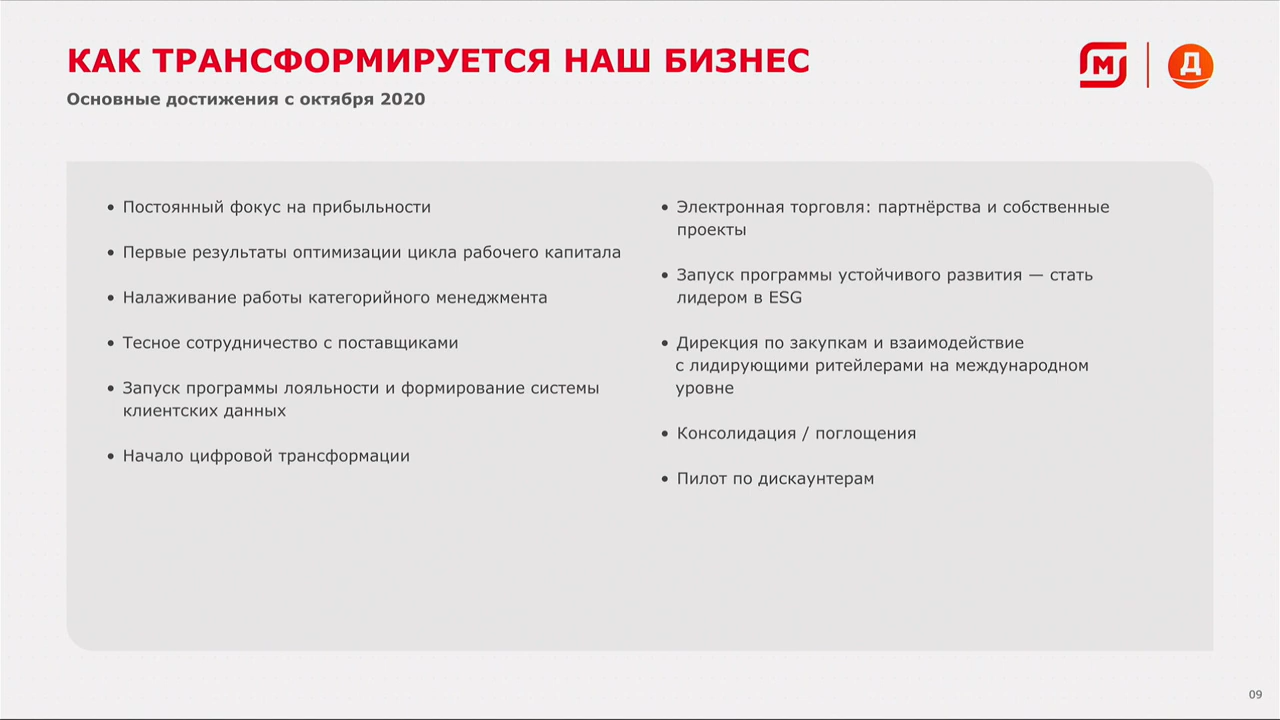 КАК ТРАНСФОРМИРУЕТСЯ НАШ БИЗНЕС
Основные достижения с октября 2020
М
Д
• Постоянный фокус на прибыльности
• Первые результаты оптимизации цикла рабочего капитала
• Налаживание работы категорийного менеджмента
• Тесное сотрудничество с поставщиками
• Запуск программы лояльности и формирование системы
клиентских данных
• Начало цифровой трансформации
• Электронная торговля: партнёрства и собственные
проекты
• Запуск программы устойчивого развития — стать
лидером в ESG
• Дирекция по закупкам и взаимодействие
с лидирующими ритейлерами на международном
уровне
• Консолидация / поглощения
• Пилот по дискаунтерам
09